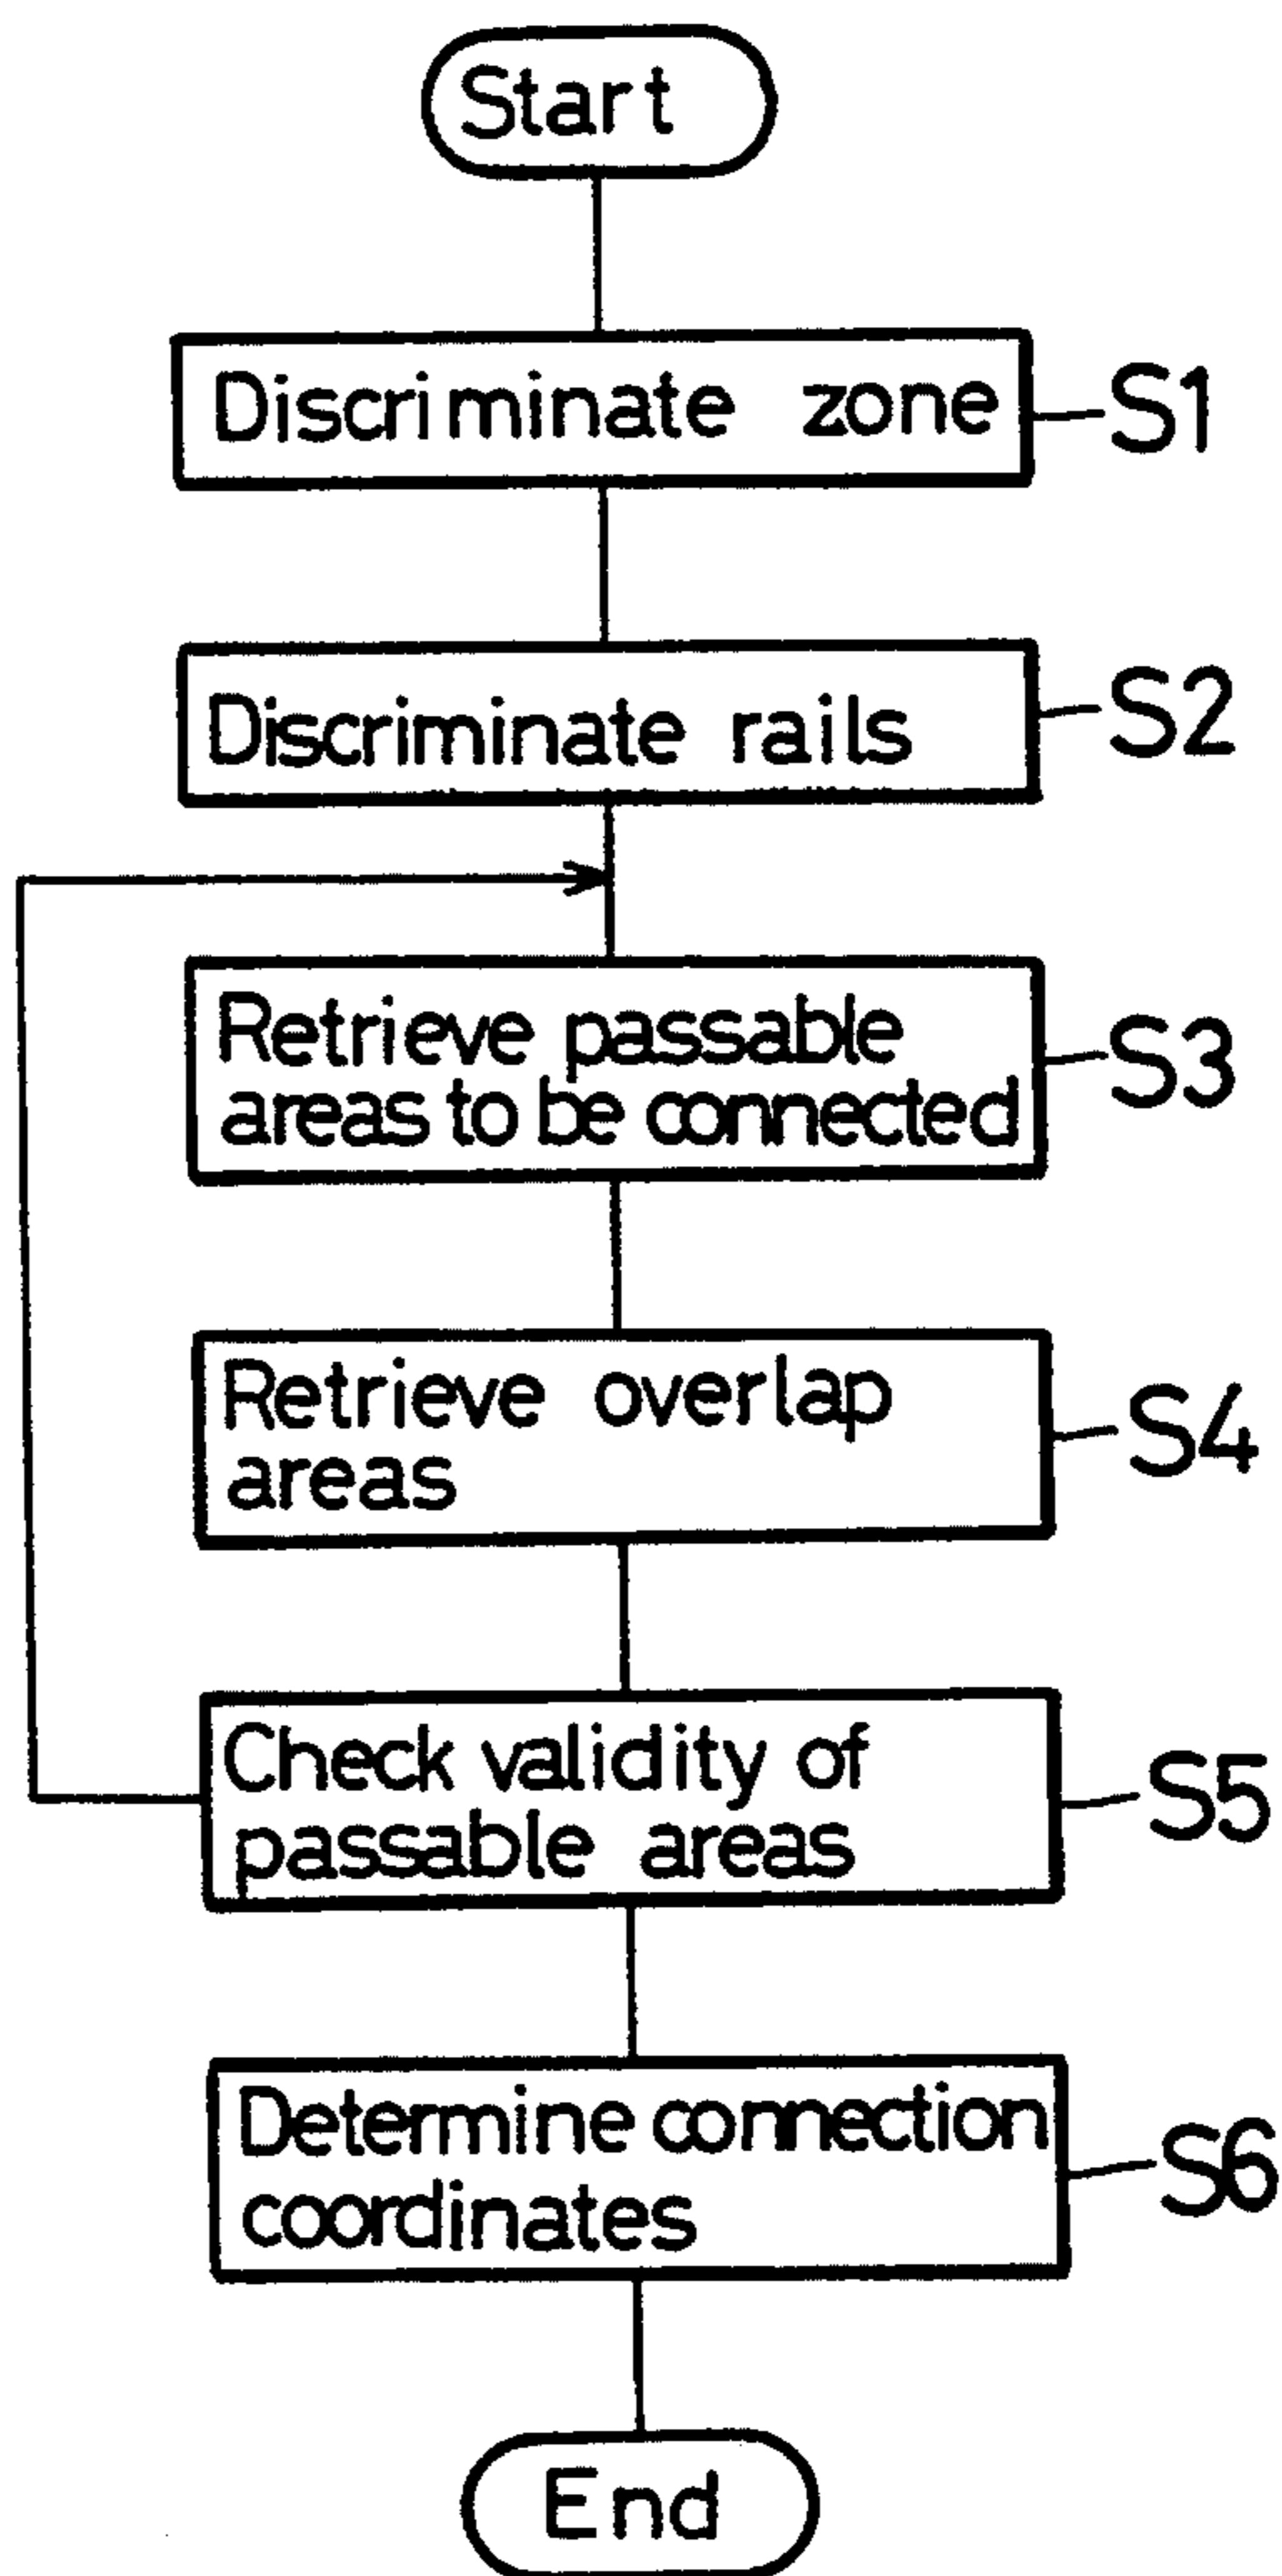 Start
Discriminate zone
S1
Discriminate rails
S2
Retrieve passable
areas to be connected
S3
Retrieve overlap
areas
S4
Check validity of
passable areas
S5
Determine connection
coordinates
S6
End